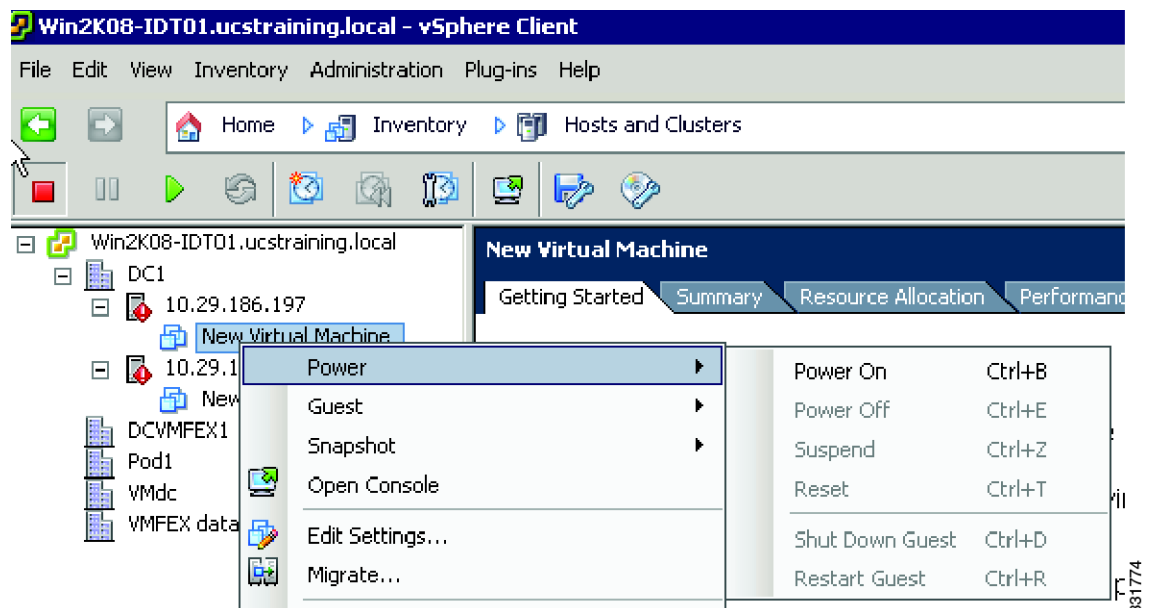 Win2K08-IDT01.ucstraining.local - vSphere Client
File Edit View Inventory Administration Plug-ins Help
Home Inventory Hosts and Clusters
Win2K08-IDT01.ucstraining.local
DC1
10.29.186.197
New Virtual Machine
10.29.1
New
DCVMFEX1
Pod1
VMdc
VMFEX data
New Virtual Machine
Getting Started Summary Resource Allocation Performanc
Power
Guest
Snapshot
Open Console
Edit Settings...
Migrate...
Power On Ctrl+B
Power Off Ctrl+E
Suspend Ctrl+Z
Reset Ctrl+T
Shut Down Guest Ctrl+D
Restart Guest Ctrl+R
331774